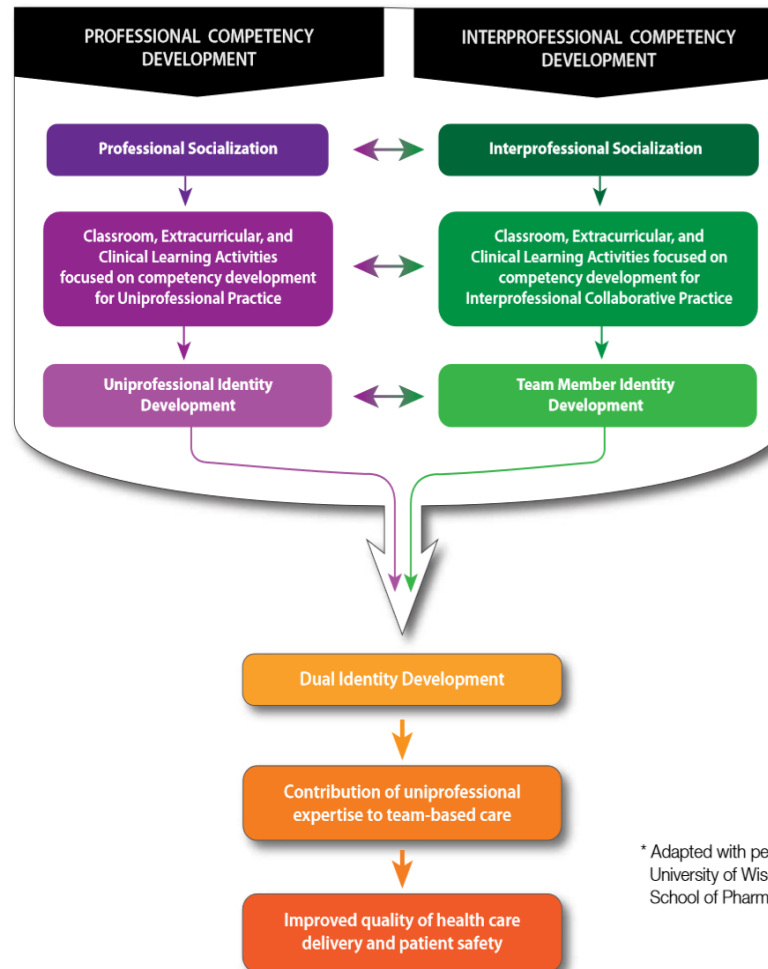 PROFESSIONAL COMPETENCY
DEVELOPMENT
INTERPROFESSIONAL COMPETENCY
DEVELOPMENT
Professional Socialization
Interprofessional Socialization
Classroom, Extracurricular, and
Clinical Learning Activities
focused on competency development
for Uniprofessional Practice
Classroom, Extracurricular, and
Clinical Learning Activities focused on
competency development for
Interprofessional Collaborative Practice
Uniprofessional Identity
Development
Team Member Identity
Development
Dual Identity Development
Contribution of uniprofessional
expertise to team-based care
Improved quality of health care
delivery and patient safety
* Adapted with
University of
School of